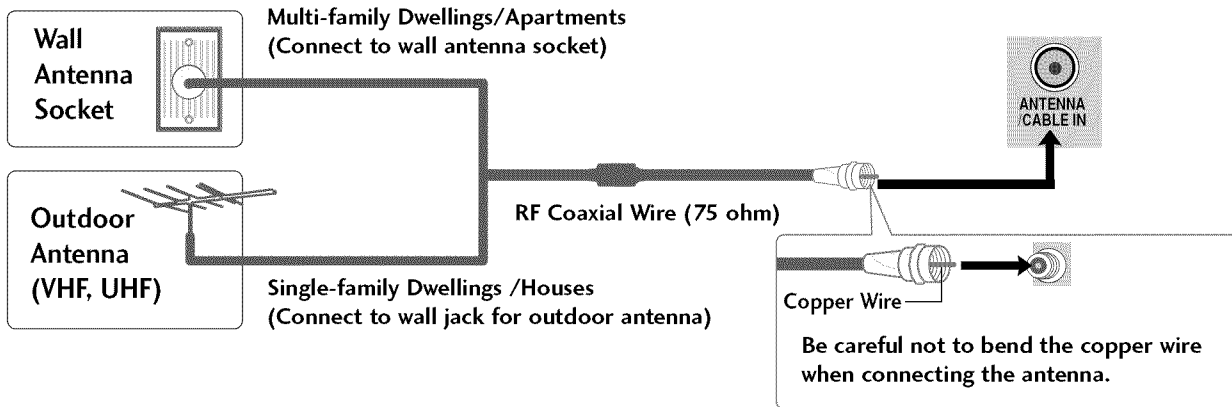 Wall
Antenna
Socket
Multi-family Dwellings/Apartments
(Connect to wall antenna socket)
ANTENNA
/CABLE IN
RF Coaxial Wire (75 ohm)
Outdoor
Antenna
(VHF, UHF)
Single-family Dwellings /Houses
(Connect to wall jack for outdoor antenna)
Copper Wire
Be careful not to bend the copper wire
when connecting the antenna.